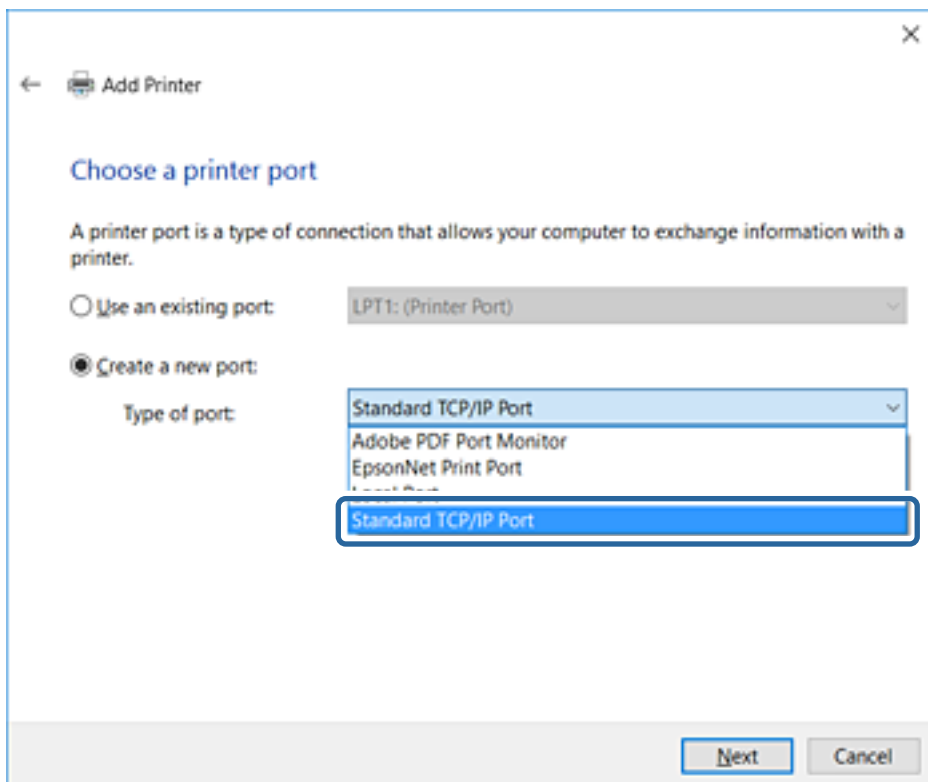 Add Printer
Choose a printer port
A printer port is a type of connection that allows your computer to exchange information with a
printer.
Use an existing port:
LPT1: (Printer Port)
Create a new port:
Type of port:
Standard TCP/IP Port
Adobe PDF Port Monitor
EpsonNet Print Port
Local Port
Standard TCP/IP Port
Next
Cancel